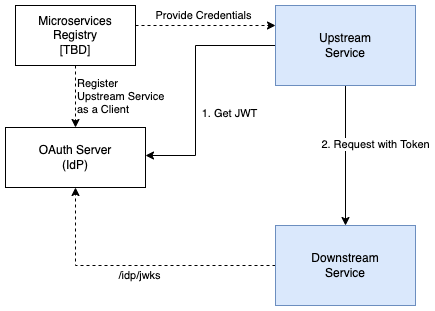 Microservices
Registry
[TBD]
Provide Credentials
Upstream
Service
Register
Upstream Service
as a Client
1. Get JWT
OAuth Server
(IdP)
2. Request with Token
Downstream
Service
/idp/jwks